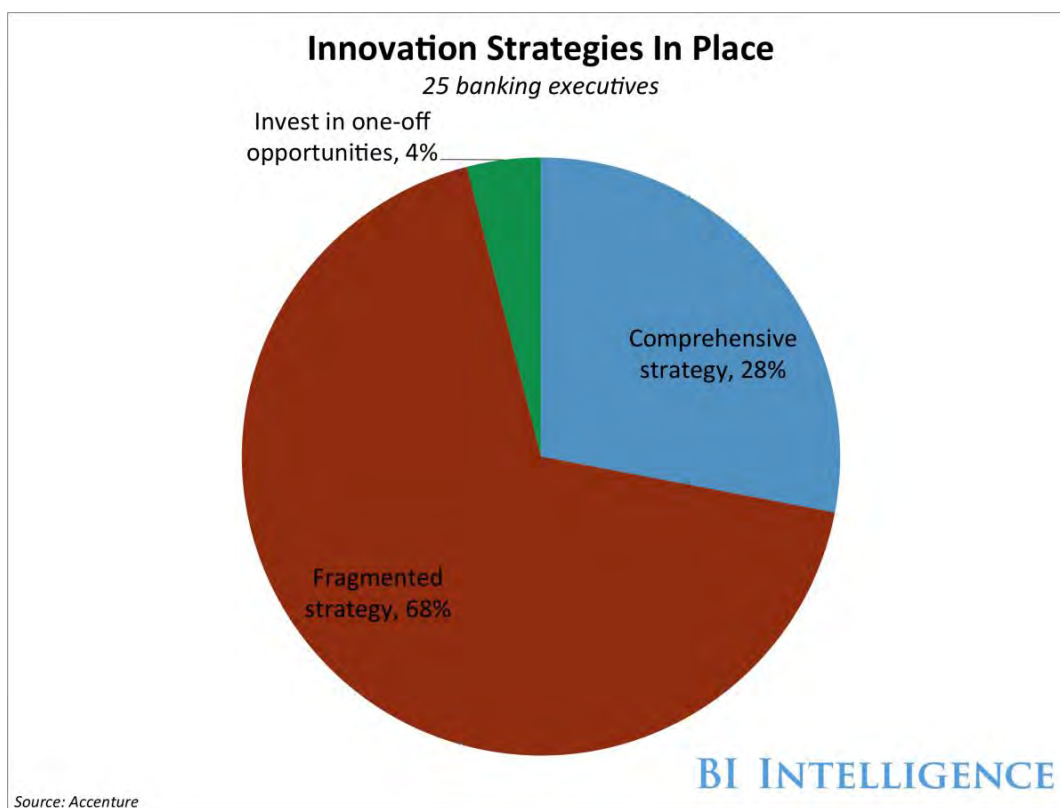 Innovation Strategies In Place
25 banking executives
Invest in one-off
opportunities, 4%
Comprehensive
strategy, 28%
Fragmented
strategy, 68%
BI INTELLIGENCE
Source: Accenture